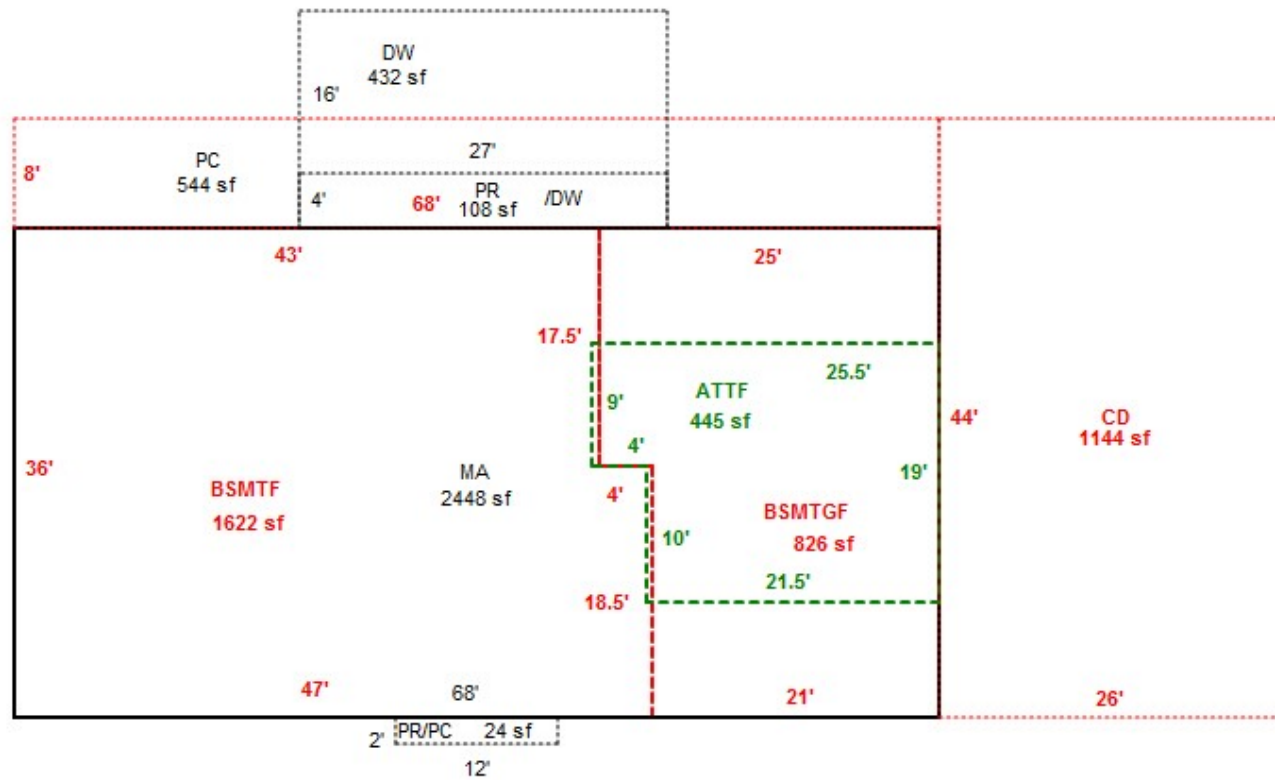 DW
432 sf
16'
27'
PC
544 sf
8'
4'
68'
PR
108 sf
/DW
43'
25'
17.5'
25.5'
ATTF
445 sf
9'
4'
44'
CD
1144 sf
36'
BSMTF
1622 sf
MA
2448 sf
4'
19'
BSMTGF
826 sf
10'
21.5'
18.5'
47'
68'
21'
26'
2'
PR/PC
24 sf
12'